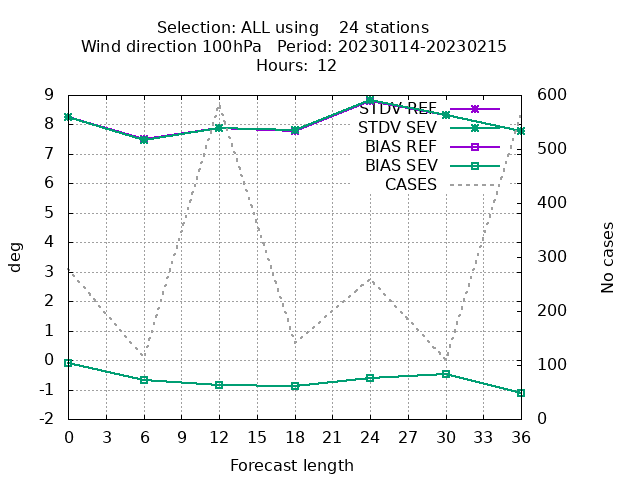 Selection: ALL using    24 stations
Wind direction 100hPa   Period: 20230114-20230215
Hours: 12
STDV REF
STDV SEV
BIAS REF
BIAS SEV
CASES
9
8
7
6
5
4
3
2
1
0
-1
-2
600
500
400
300
200
100
0
deg
No cases
0 3 6 9 12 15 18 21 24 27 30 33 36
Forecast length